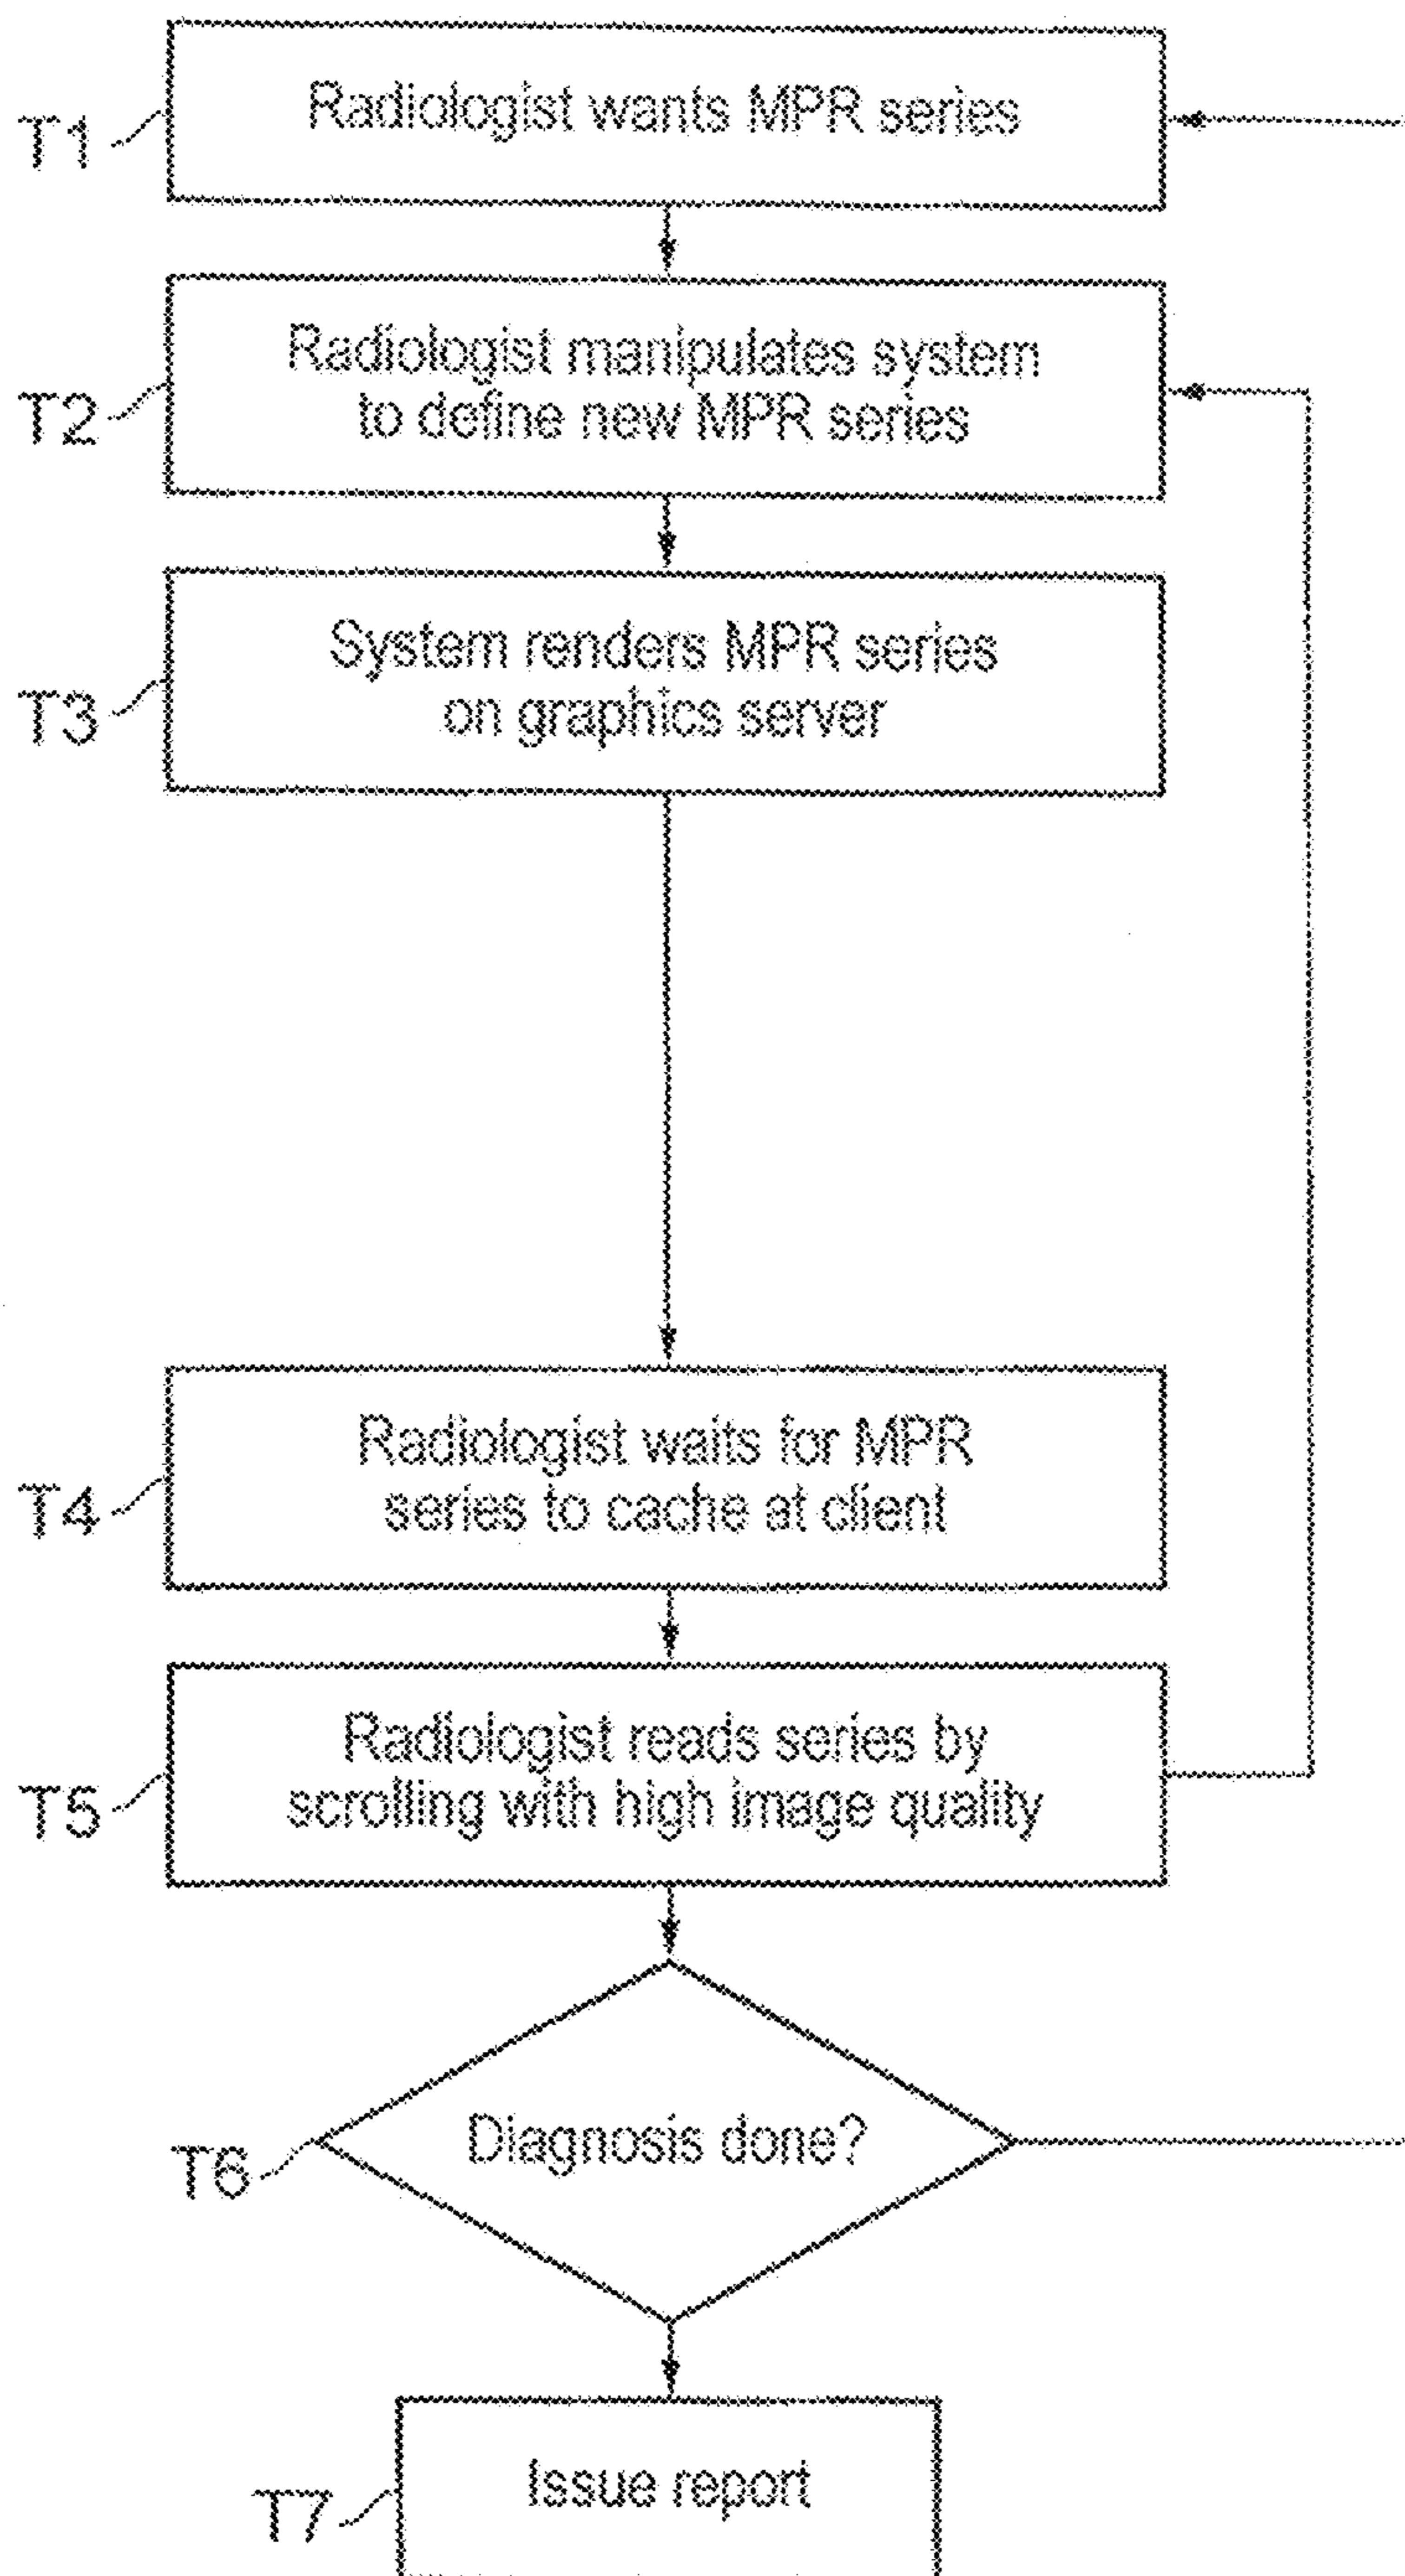 T1
Radiologist wants MPR series
T2
Radiologist manipulates system
to define new MPR series
T3
System renders MPR series
on graphics server
T4
Radiologist waits for MPR
series to cache at client
T5
Radiologist reads series by
scrolling with high image quality
T6
Diagnosis done?
T7
Issue report